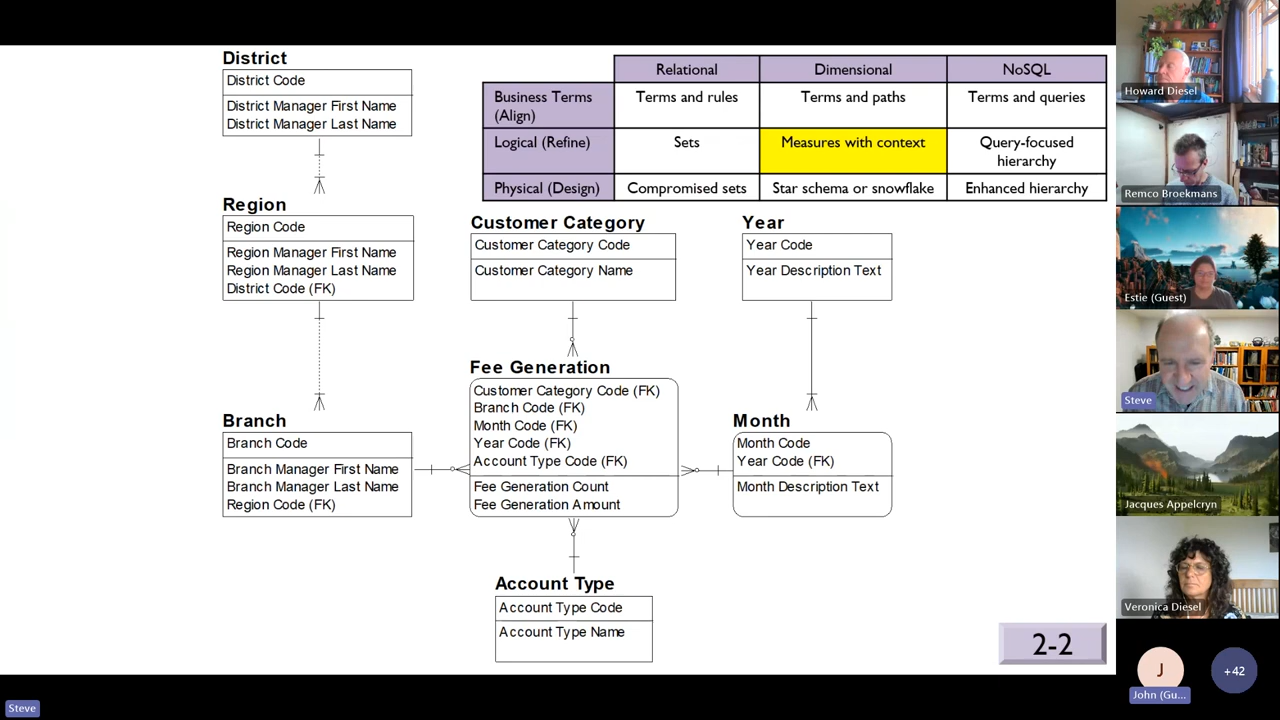 District
District Code
District Manager First Name
District Manager Last Name
Relational
Dimensional
NoSQL
Business Terms
(Align)
Terms and rules
Terms and paths
Terms and queries
Logical (Refine)
Sets
Measures with context
Query-focused
hierarchy
Physical (Design)
Compromised sets
Star schema or snowflake
Enhanced hierarchy
Region
Region Code
Region Manager First Name
Region Manager Last Name
District Code (FK)
Customer Category
Customer Category Code
Customer Category Name
Year
Year Code
Year Description Text
Fee Generation
Customer Category Code (FK)
Branch Code (FK)
Month Code (FK)
Year Code (FK)
Account Type Code (FK)
Fee Generation Count
Fee Generation Amount
Branch
Branch Code
Branch Manager First Name
Branch Manager Last Name
Region Code (FK)
Month
Month Code
Year Code (FK)
Month Description Text
Account Type
Account Type Code
Account Type Name
2-2
Howard Diesel
Remco Broekmans
Estie (Guest)
Steve
Jacques Appelcryn
Veronica Diesel
J
John (Gu...
+42
Steve